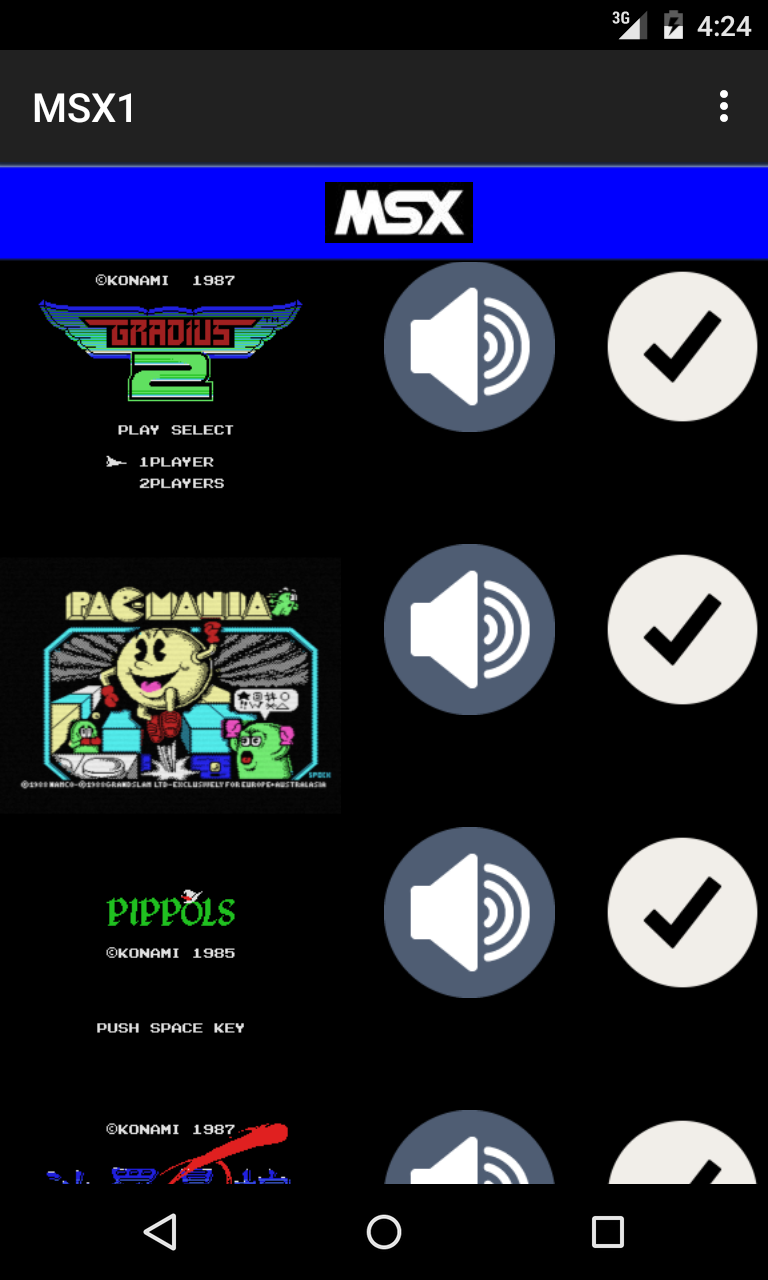 3G 4:24
MSX1
MSX
©KONAMI 1987
GRADIUS
2
PLAY SELECT
1PLAYER
2PLAYERS
PAC-MANIA
SPOCK
©1988 NAMCO-©1988 GRANDSLAM LTD-EXCLUSIVELY FOR EUROPE+AUSTRALASIA
PIPPOLS
©KONAMI 1985
PUSH SPACE KEY
©KONAMI 1987